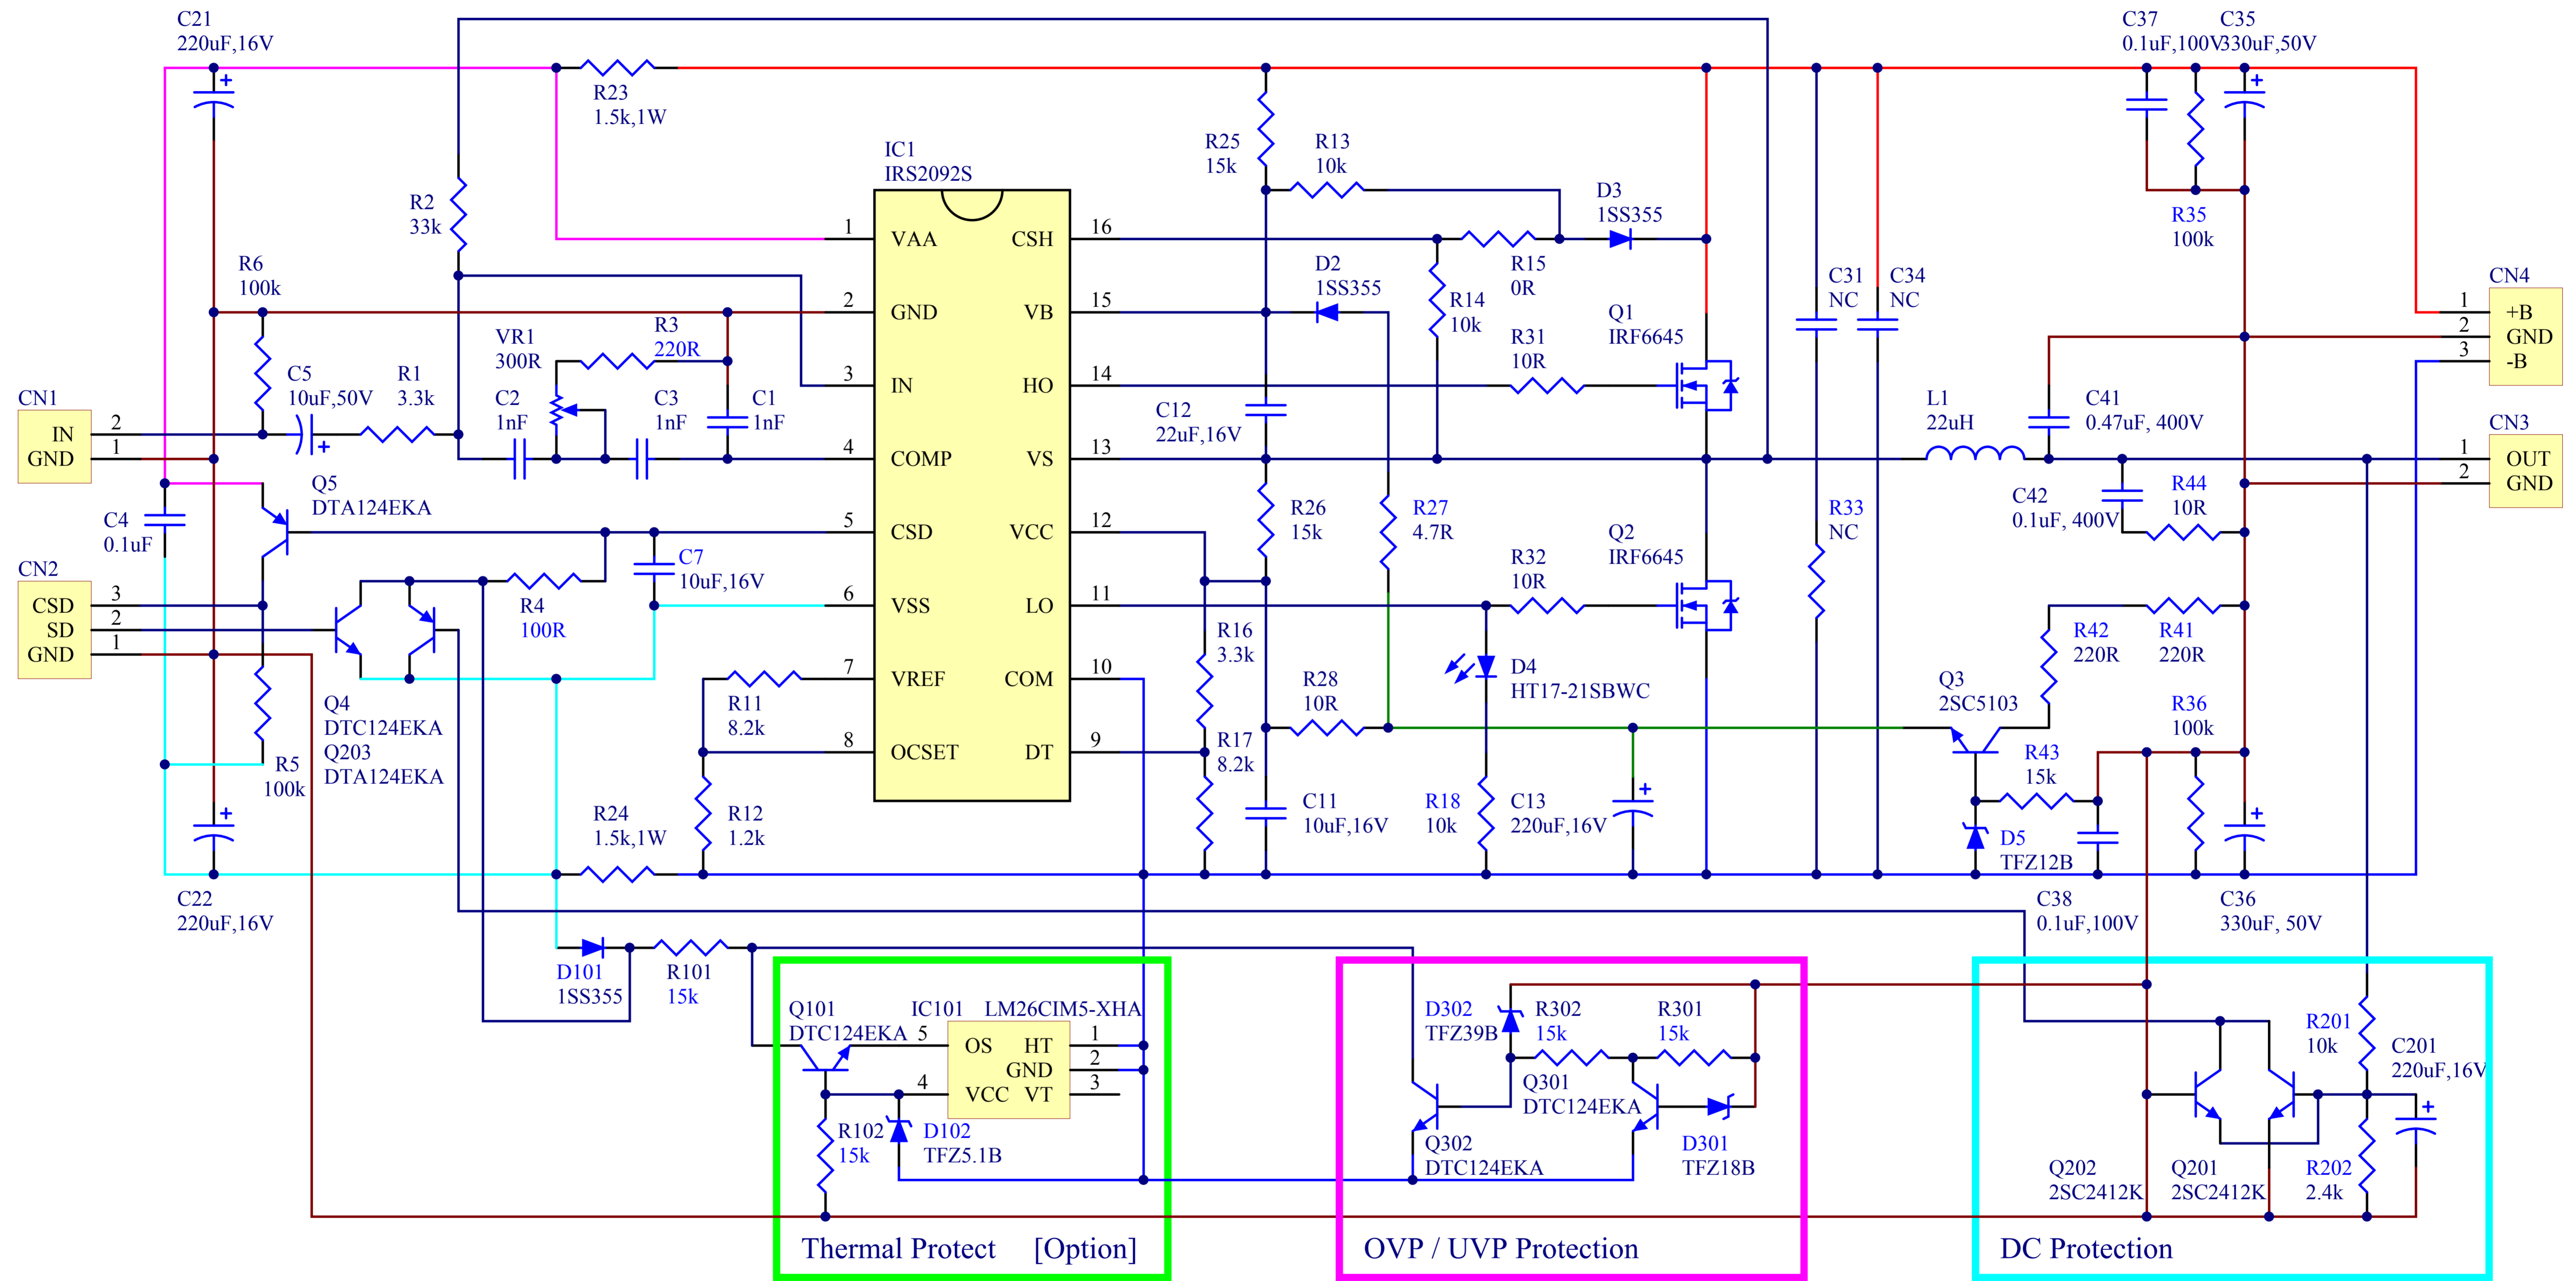 C21
220uF,16V
C37
0.1uF,100V
C35
330uF,50V
+
+
R23
1.5k,1W
IC1
IRS2092S
R25
15k
R13
10k
D3
1SS355
R2
33k
R35
100k
1
VAA
CSH
16
R6
100k
D2
1SS355
R15
0R
C31
NC
C34
NC
CN4
2
GND
VB
15
R14
10k
Q1
IRF6645
1
+B
2
GND
3
-B
VR1
300R
R3
220R
R31
10R
C5
10uF,50V
R1
3.3k
C2
1nF
C3
1nF
C1
1nF
3
IN
HO
14
C12
22uF,16V
L1
22uH
C41
0.47uF, 400V
CN1
IN
2
GND
1
+
4
COMP
VS
13
CN3
1
OUT
2
GND
Q5
DTA124EKA
C4
0.1uF
R26
15k
R27
4.7R
R33
NC
C42
0.1uF, 400V
R44
10R
5
CSD
VCC
12
C7
10uF,16V
Q2
IRF6645
R32
10R
CN2
CSD
3
SD
2
GND
1
R4
100R
6
VSS
LO
11
R16
3.3k
R42
220R
R41
220R
7
VREF
COM
10
R11
8.2k
R28
10R
D4
HT17-21SBWC
Q3
2SC5103
R36
100k
Q4
DTC124EKA
Q203
DTA124EKA
R5
100k
8
OCSET
DT
9
R17
8.2k
R43
15k
+
R24
1.5k,1W
R12
1.2k
C11
10uF,16V
R18
10k
C13
220uF,16V
+
D5
TFZ12B
+
C22
220uF,16V
C38
0.1uF,100V
C36
330uF, 50V
D101
1SS355
R101
15k
Q101
DTC124EKA
IC101
LM26CIM5-XHA
5
OS
HT
1
GND
2
4
VCC
VT
3
R102
15k
D102
TFZ5.1B
Thermal Protect
[Option]
D302
TFZ39B
R302
15k
R301
15k
Q301
DTC124EKA
Q302
DTC124EKA
D301
TFZ18B
OVP / UVP Protection
R201
10k
C201
220uF,16V
+
Q202
2SC2412K
Q201
2SC2412K
R202
2.4k
DC Protection